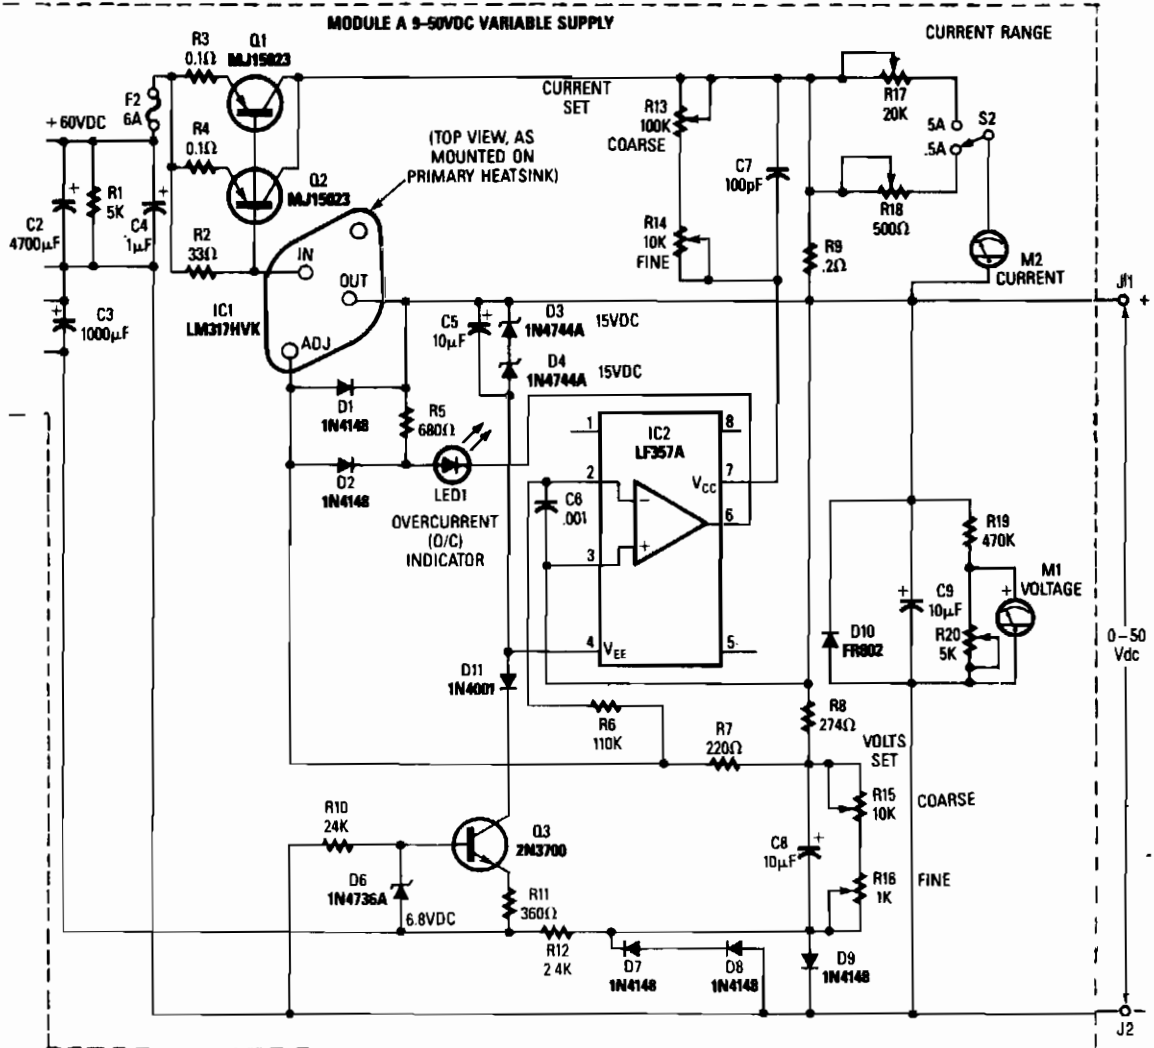 MODULE A 9–50VDC VARIABLE SUPPLY
CURRENT RANGE
R3
0.1Ω
Q1
MJ15023
F2
6A
+60VDC
R4
0.1Ω
Q2
MJ15023
(TOP VIEW, AS
MOUNTED ON
PRIMARY HEATSINK)
CURRENT
SET
R13
100K
COARSE
C7
100pF
R17
20K
5A
S2
.5A
R18
500Ω
R14
10K
FINE
R9
.2Ω
M2
CURRENT
C2
4700μF
+
R1
5K
C4
.1μF
+
R2
33Ω
IN
OUT
IC1
LM317HVK
ADJ
C3
1000μF
+
C5
10μF
+
D3
1N4744A
15VDC
D4
1N4744A
15VDC
J1
+
D1
1N4148
R5
680Ω
D2
1N4148
LED1
OVERCURRENT
(O/C)
INDICATOR
1
IC2
LF357A
8
2
VCC
7
C6
.001
−
6
3
+
4
VEE
5
R19
470K
M1
VOLTAGE
+
C9
10μF
+
R20
5K
D10
FR802
0–50
Vdc
D11
1N4001
R6
110K
R7
220Ω
R8
274Ω
VOLTS
SET
R15
10K
COARSE
R10
24K
Q3
2N3700
C8
10μF
+
R16
1K
FINE
D6
1N4736A
6.8VDC
R11
360Ω
R12
2.4K
D7
1N4148
D8
1N4148
D9
1N4148
−
J2